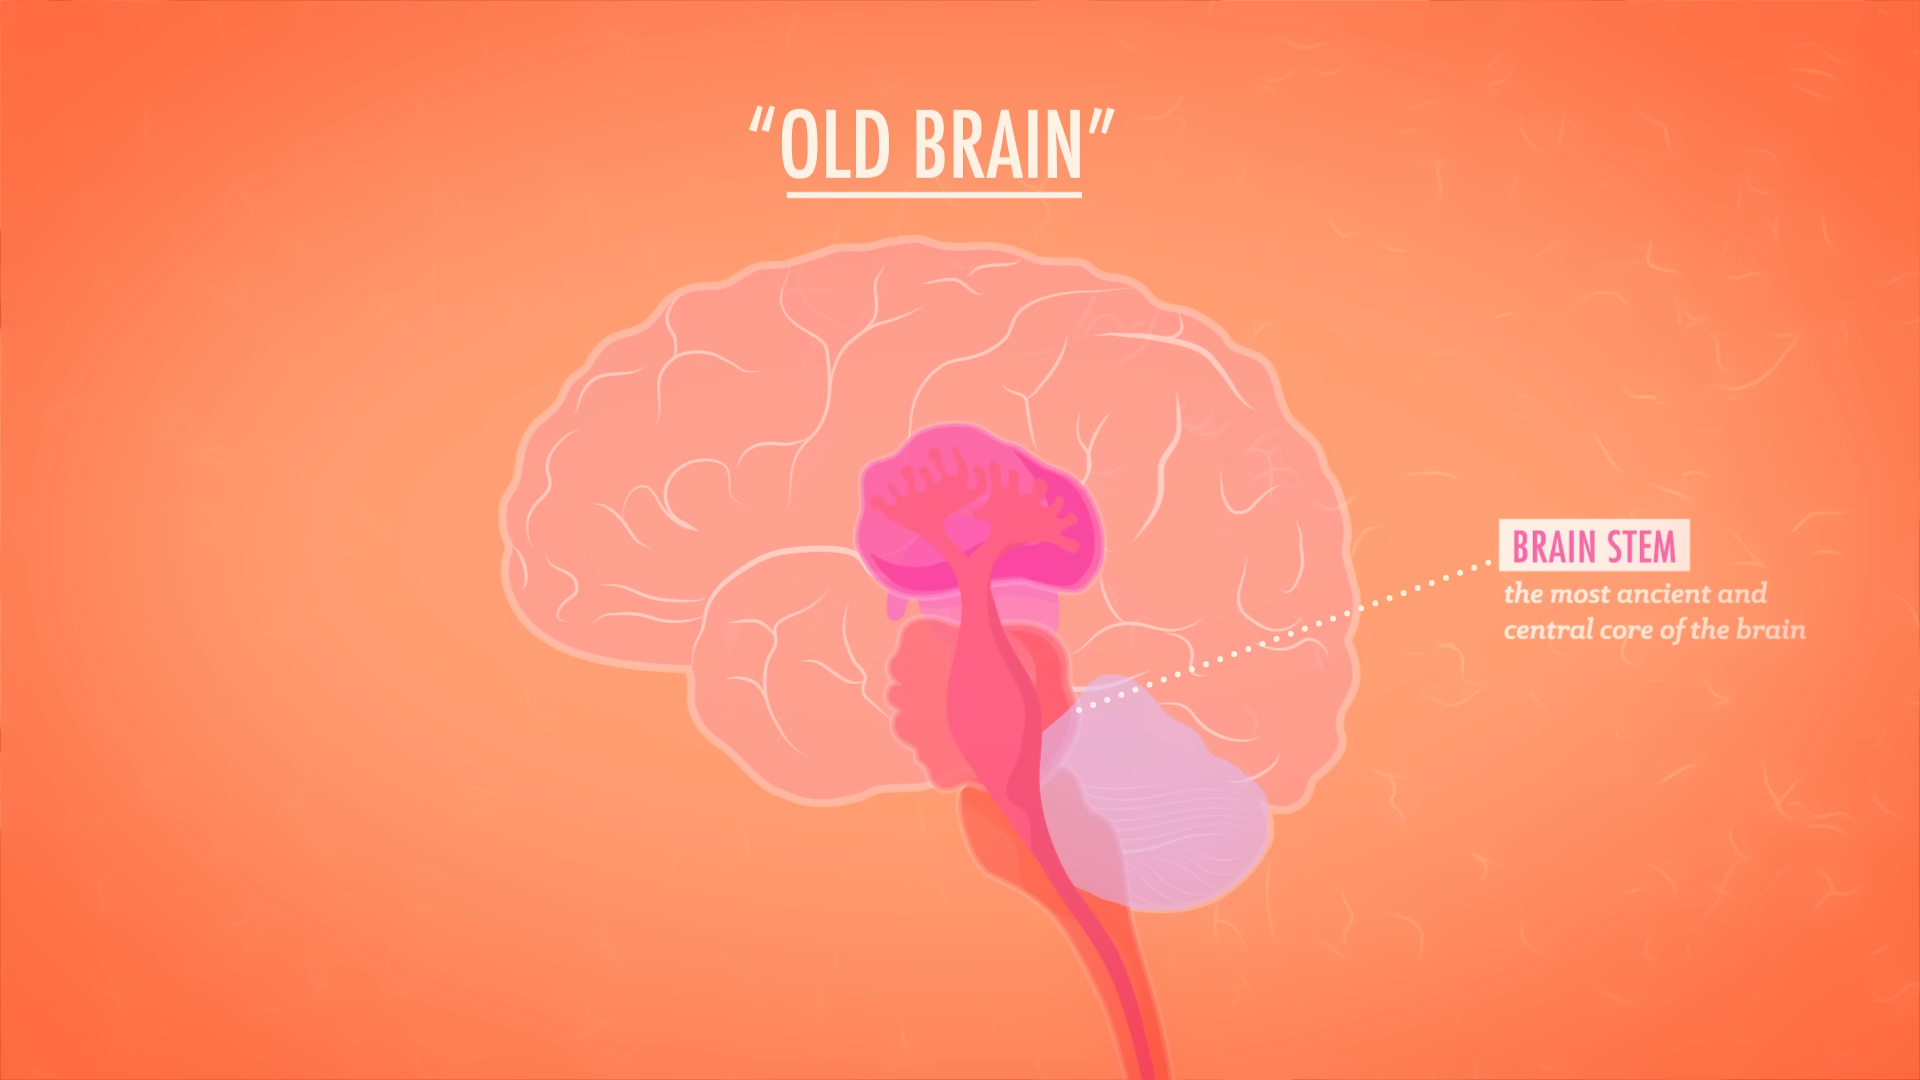 “OLD BRAIN”
BRAIN STEM
the most ancient and
central core of the brain